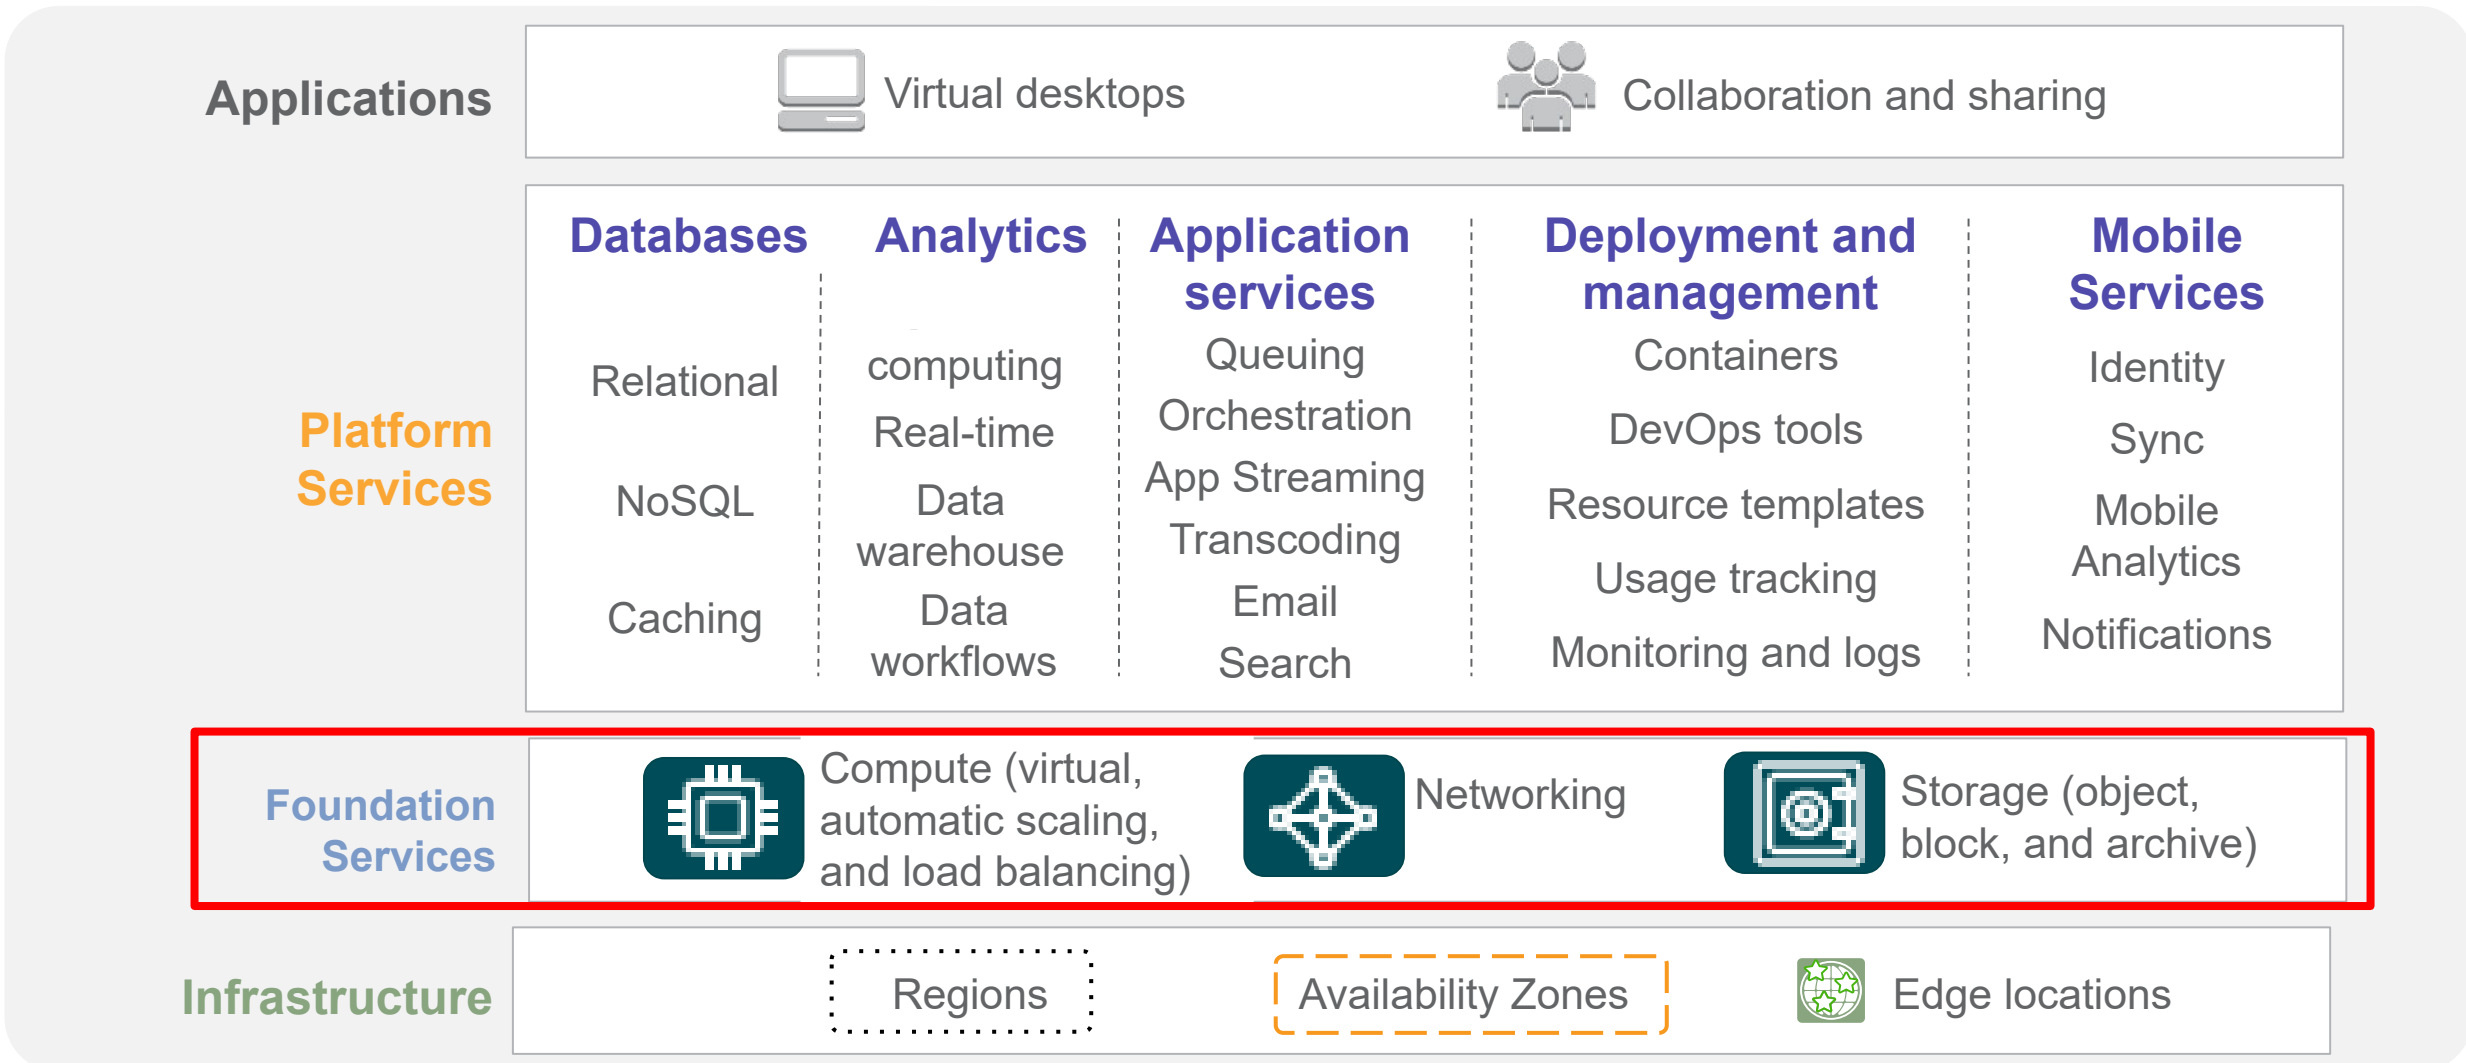 Applications
Virtual desktops
Collaboration and sharing
Platform
Services
Databases
Relational
NoSQL
Caching
Analytics
computing
Real-time
Data
warehouse
Data
workflows
Application
services
Queuing
Orchestration
App Streaming
Transcoding
Email
Search
Deployment and
management
Containers
DevOps tools
Resource templates
Usage tracking
Monitoring and logs
Mobile
Services
Identity
Sync
Mobile
Analytics
Notifications
Foundation
Services
Compute (virtual,
automatic scaling,
and load balancing)
Networking
Storage (object,
block, and archive)
Infrastructure
Regions
Availability Zones
Edge locations